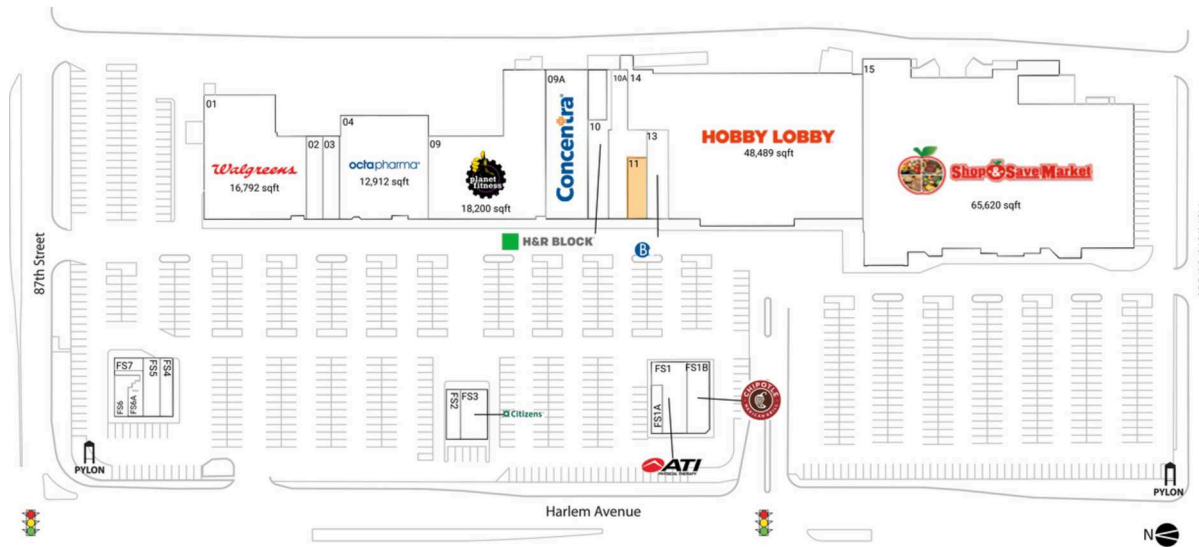 01
Walgreens
16,792 sqft
02
03
04
octapharma
12,912 sqft
09
planet fitness
18,200 sqft
09A
Concentra
10
10A
11
13
14
HOBBY LOBBY
48,489 sqft
15
Shop & Save Market
65,620 sqft
H&R BLOCK
B
87th Street
FS7
FS6
FS6A
FS5
FS4
FS2
FS3
Citizens
FS1
FS1B
FS1A
CHIPOTLE
ATI
PHYSICAL THERAPY
PYLON
PYLON
Harlem Avenue
N